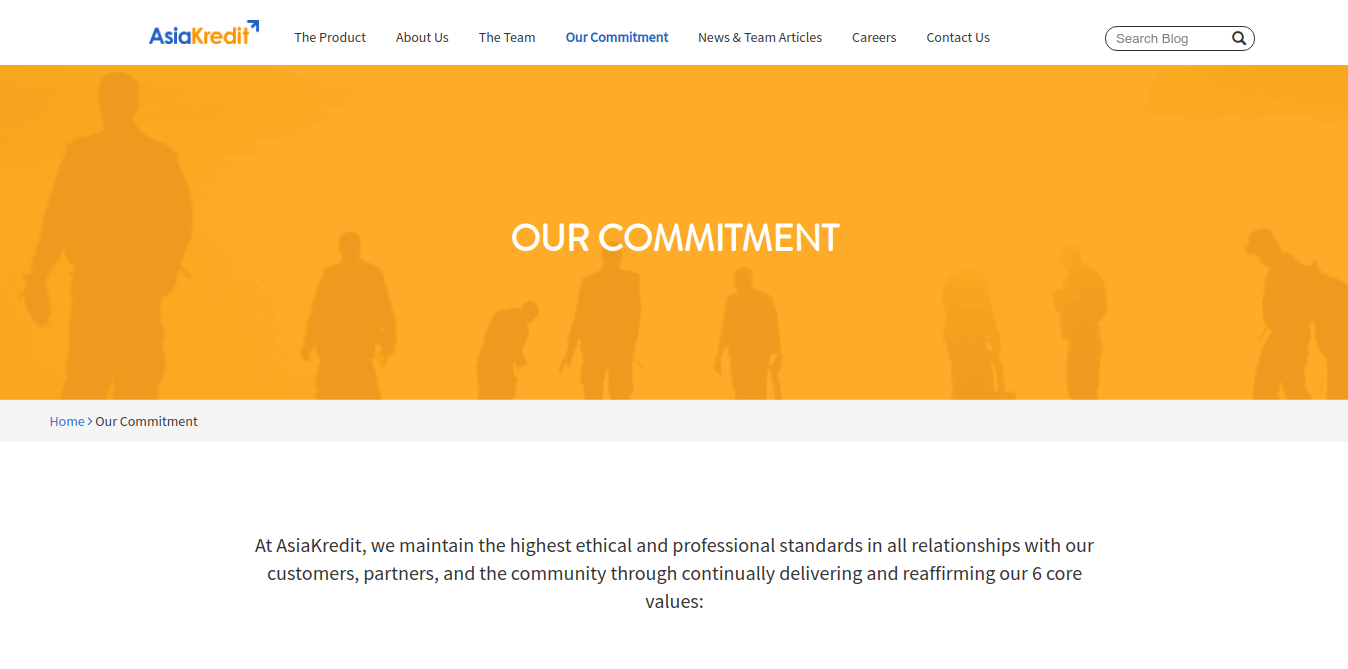 AsiaKredit The Product About Us The Team Our Commitment News & Team Articles Careers Contact Us Search Blog
OUR COMMITMENT
Home > Our Commitment
At AsiaKredit, we maintain the highest ethical and professional standards in all relationships with our
customers, partners, and the community through continually delivering and reaffirming our 6 core
values: